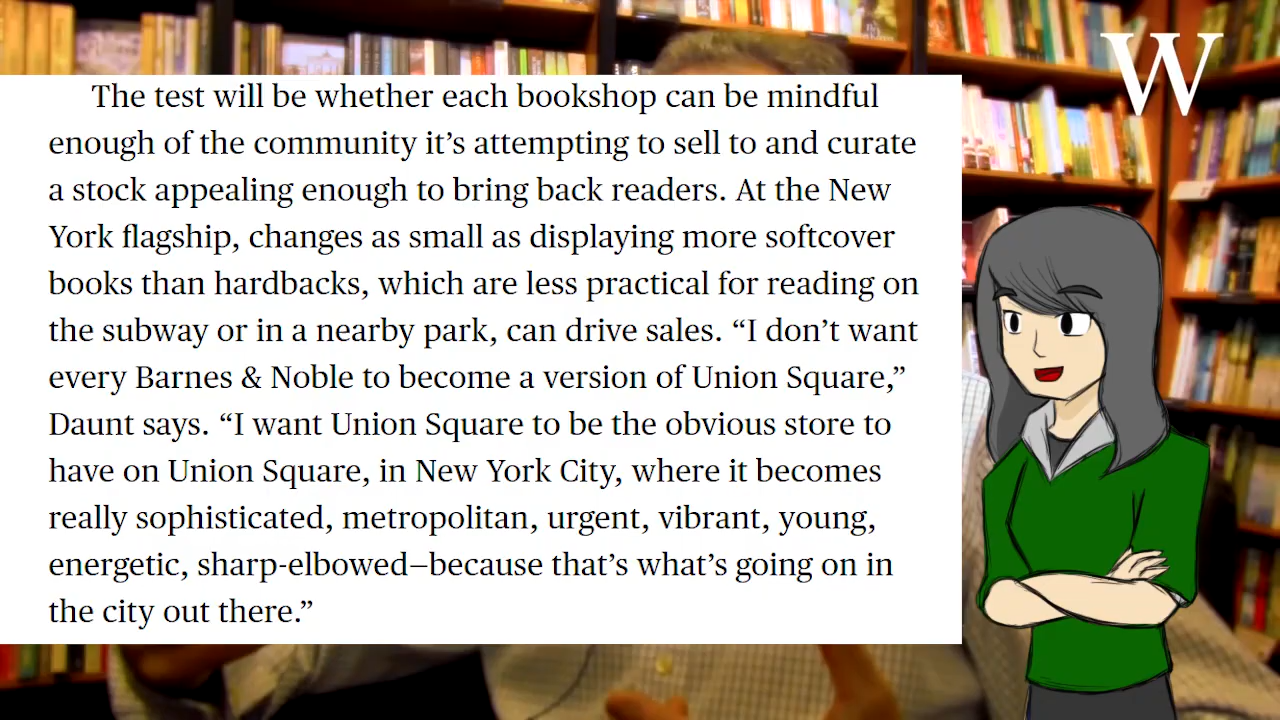 W
The test will be whether each bookshop can be mindful
enough of the community it’s attempting to sell to and curate
a stock appealing enough to bring back readers. At the New
York flagship, changes as small as displaying more softcover
books than hardbacks, which are less practical for reading on
the subway or in a nearby park, can drive sales. “I don’t want
every Barnes & Noble to become a version of Union Square,”
Daunt says. “I want Union Square to be the obvious store to
have on Union Square, in New York City, where it becomes
really sophisticated, metropolitan, urgent, vibrant, young,
energetic, sharp-elbowed—because that’s what’s going on in
the city out there.”